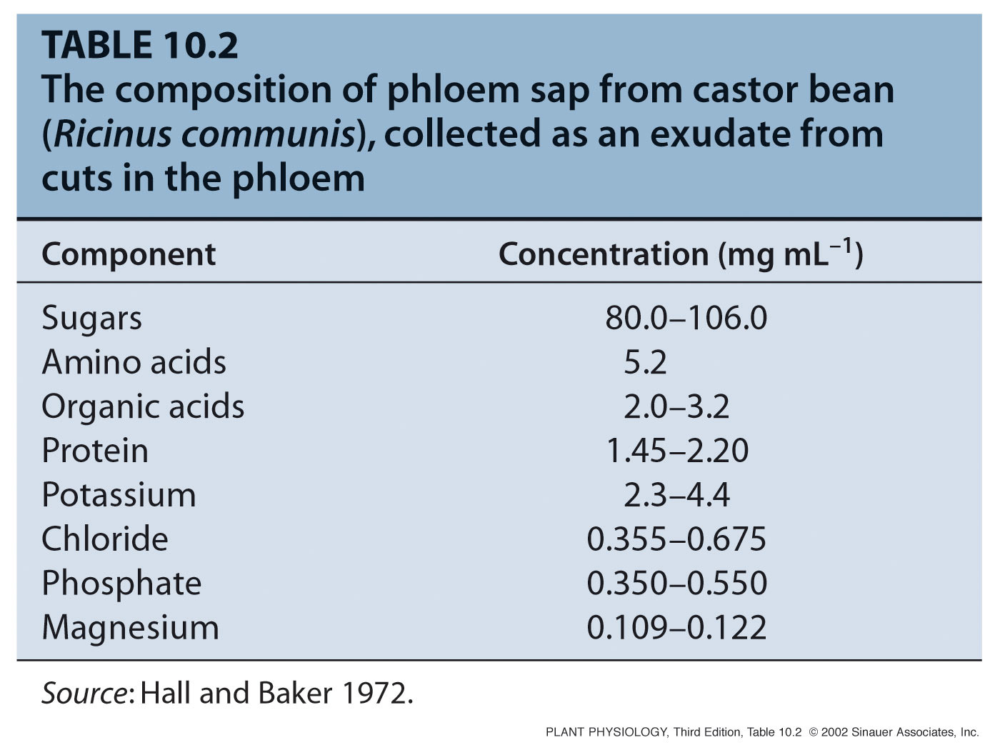 TABLE 10.2
The composition of phloem sap from castor bean
(Ricinus communis), collected as an exudate from
cuts in the phloem
Component Concentration (mg mL⁻¹)
Sugars 80.0–106.0
Amino acids 5.2
Organic acids 2.0–3.2
Protein 1.45–2.20
Potassium 2.3–4.4
Chloride 0.355–0.675
Phosphate 0.350–0.550
Magnesium 0.109–0.122
Source: Hall and Baker 1972.
PLANT PHYSIOLOGY, Third Edition, Table 10.2 © 2002 Sinauer Associates, Inc.